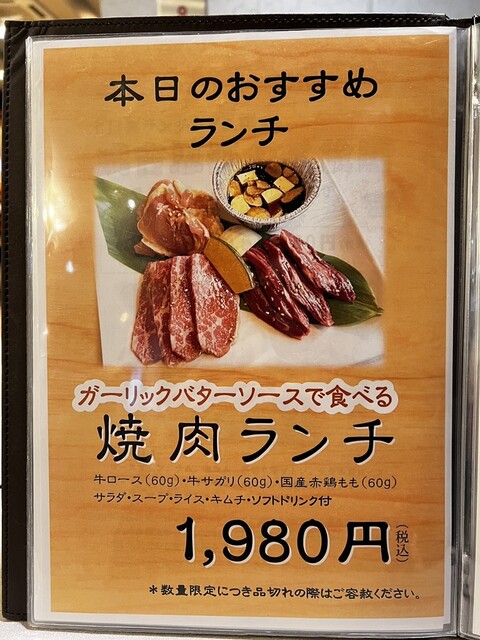 本日のおすすめ
ランチ
ガーリックバターソースで食べる
焼肉ランチ
牛ロース(60g)・牛サガリ(60g)・国産赤鶏もも(60g)
サラダ・スープ・ライス・キムチ・ソフトドリンク付
1,980円(税込)
*数量限定につき品切れの際はご容赦ください。